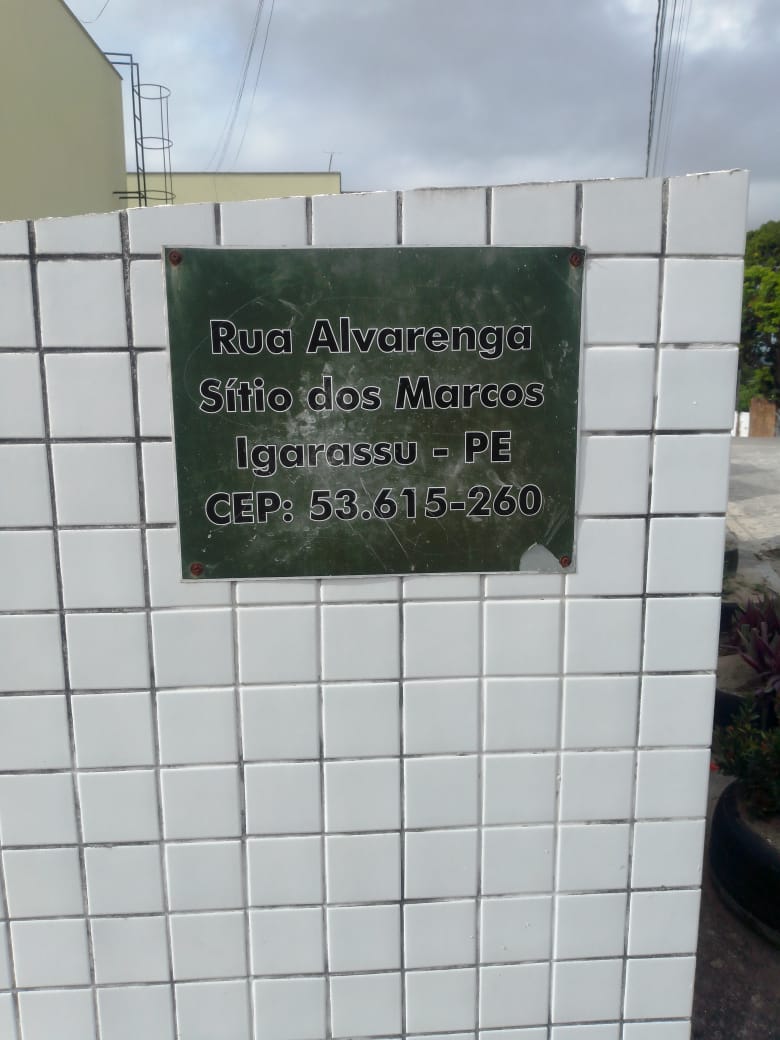 Rua Alvarenga
Sítio dos Marcos
Igarassu - PE
CEP: 53.615-260